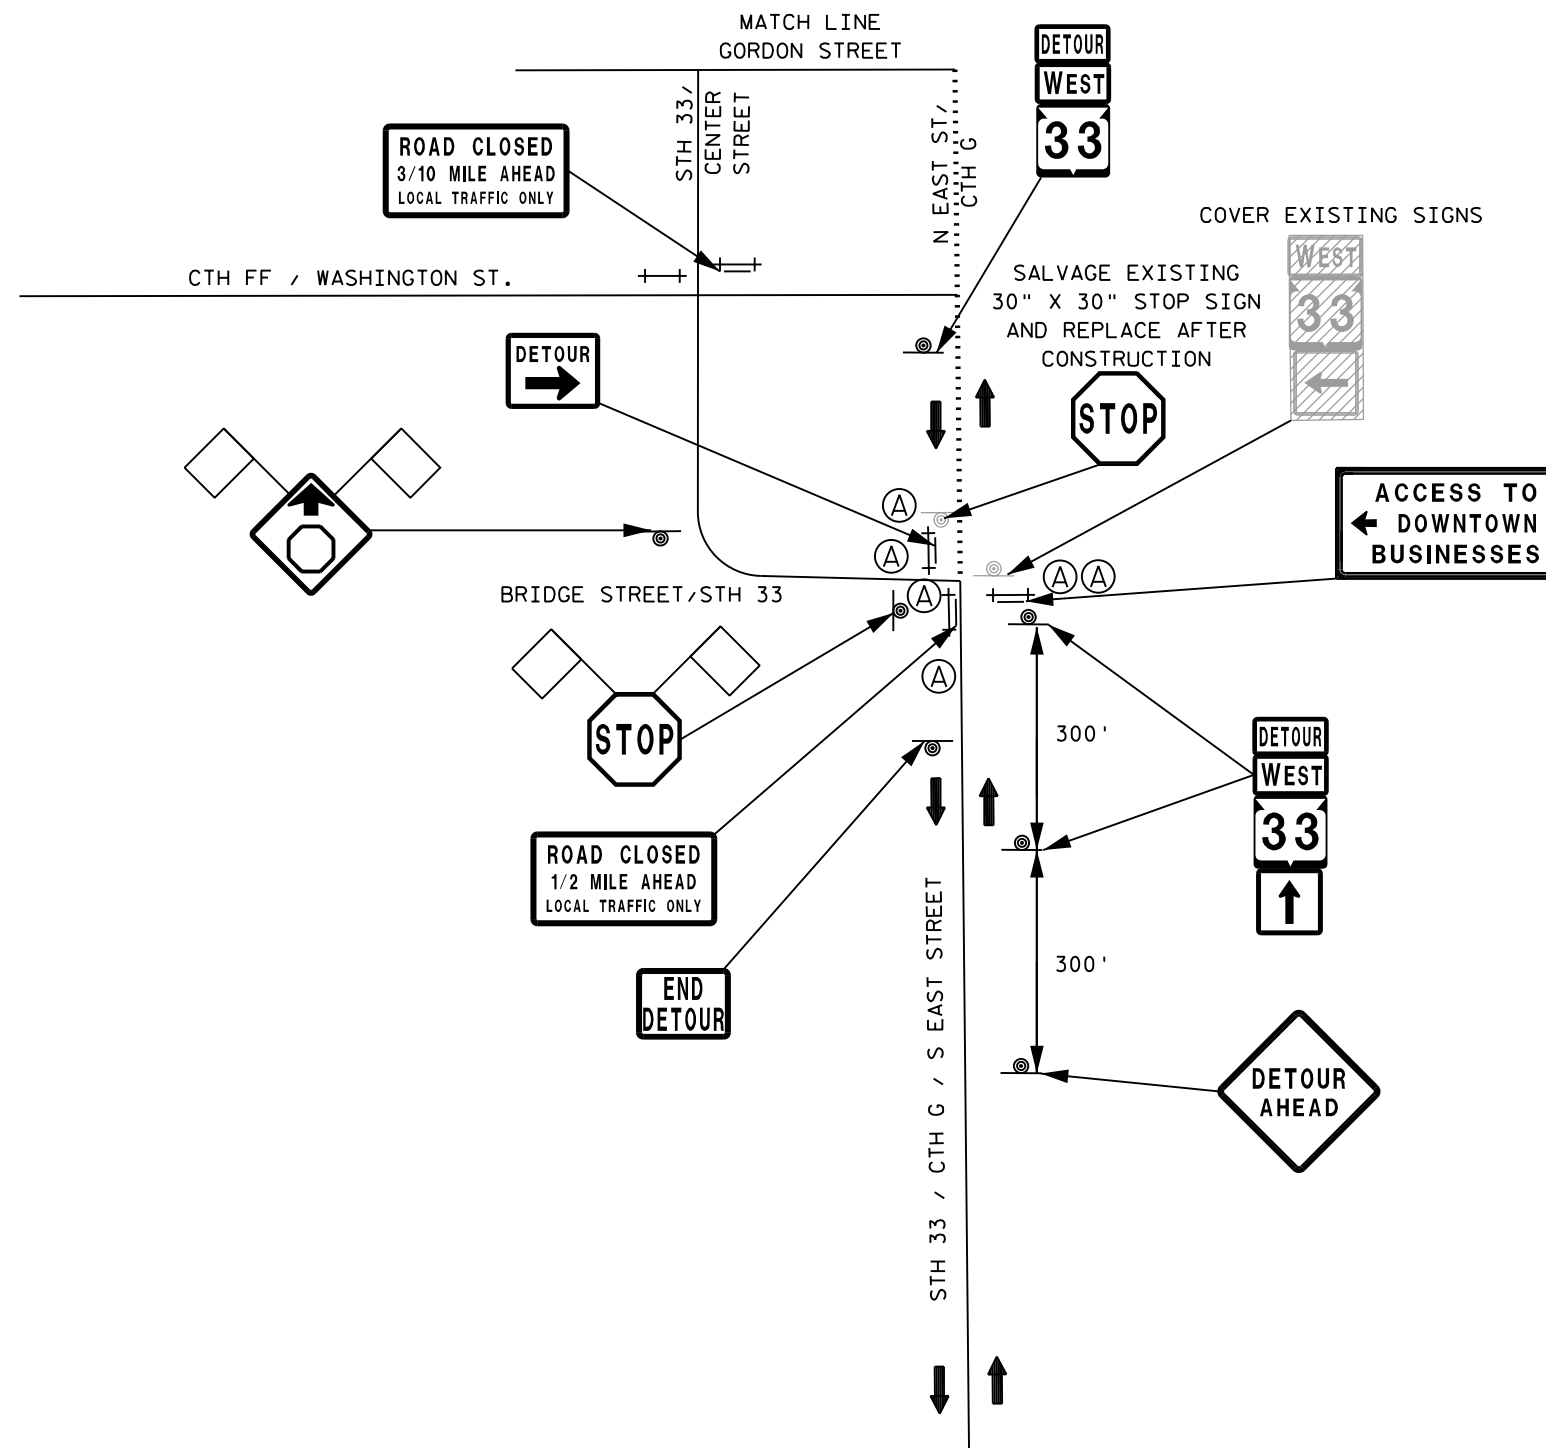 MATCH LINE
GORDON STREET
DETOUR
WEST
33
STH 33/
CENTER
STREET
N EAST ST/
CTH G
ROAD CLOSED
3/10 MILE AHEAD
LOCAL TRAFFIC ONLY
COVER EXISTING SIGNS
WEST
33
CTH FF / WASHINGTON ST.
SALVAGE EXISTING
30" X 30" STOP SIGN
AND REPLACE AFTER
CONSTRUCTION
DETOUR
STOP
ACCESS TO
DOWNTOWN
BUSINESSES
A
A
A A
A
BRIDGE STREET/STH 33
A
STOP
300'
DETOUR
WEST
33
ROAD CLOSED
1/2 MILE AHEAD
LOCAL TRAFFIC ONLY
300'
END
DETOUR
STH 33 / CTH G / S EAST STREET
DETOUR
AHEAD